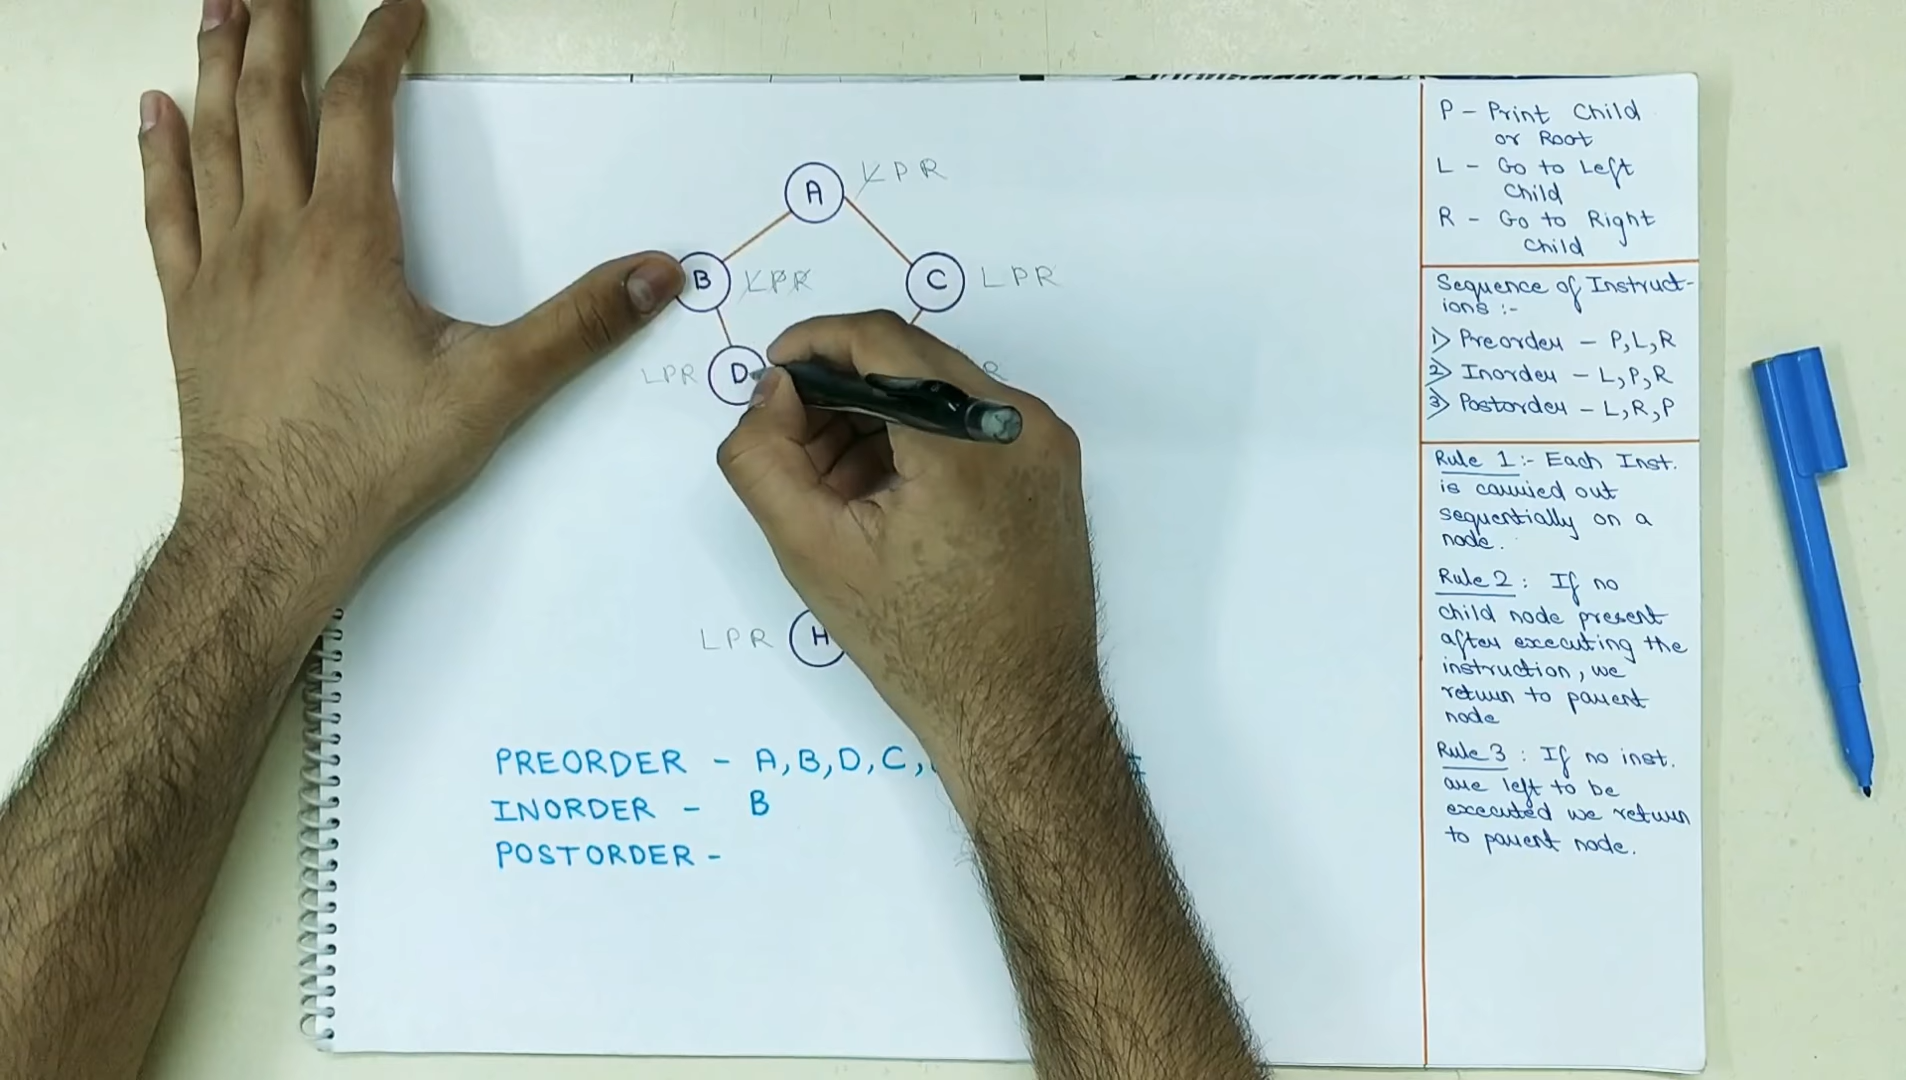 A
LPR
B
LPR
C
LPR
LPR
D
R
LPR
H
PREORDER - A,B,D,C,
INORDER - B
POSTORDER -
P - Print Child
or Root
L - Go to Left
Child
R - Go to Right
Child
Sequence of Instruct-
ions :-
1> Preorder - P,L,R
2> Inorder - L,P,R
3> Postorder - L,R,P
Rule 1:- Each Inst.
is carried out
sequentially on a
node.
Rule 2 : If no
child node present
after executing the
instruction, we
return to parent
node
Rule 3 : If no inst.
are left to be
executed we return
to parent node.